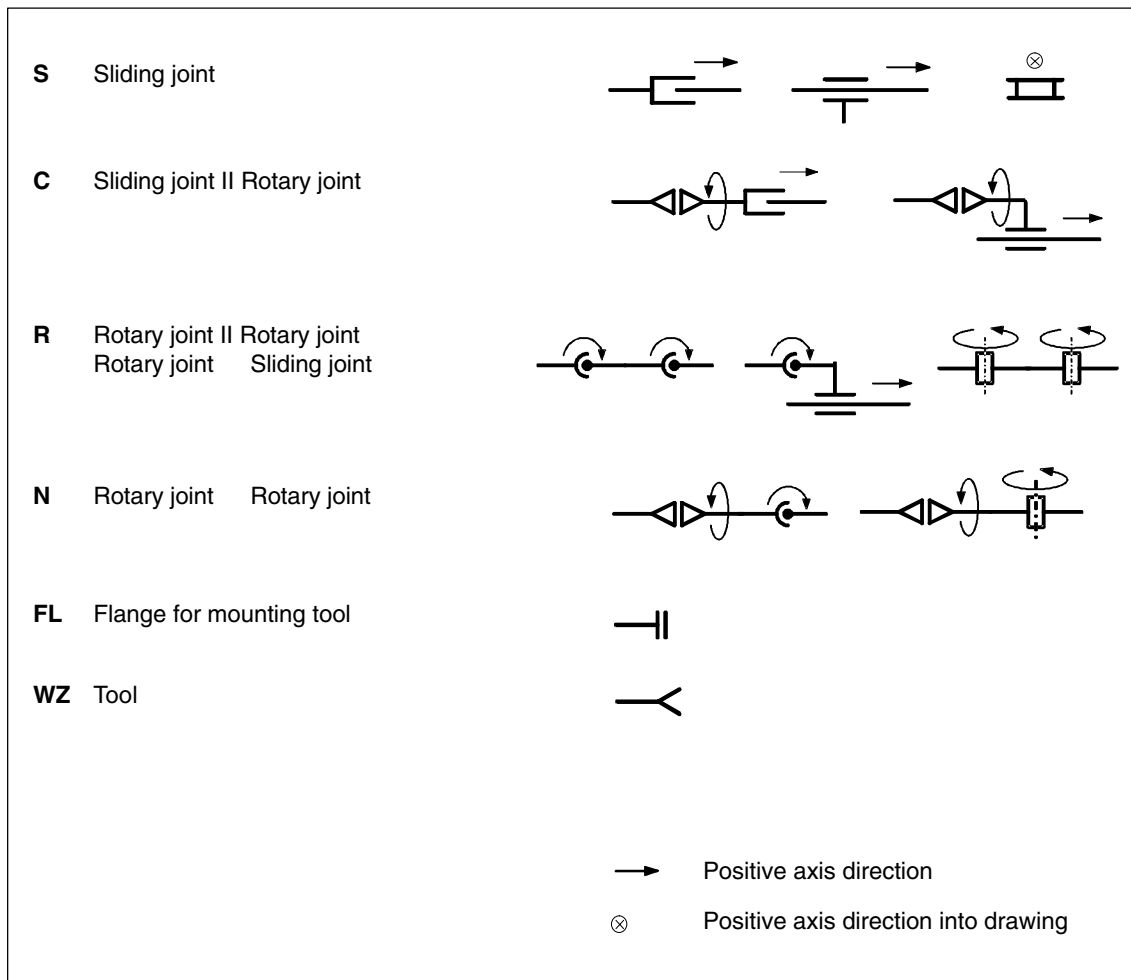 S Sliding joint
C Sliding joint II Rotary joint
R Rotary joint II Rotary joint
Rotary joint Sliding joint
N Rotary joint Rotary joint
FL Flange for mounting tool
WZ Tool
Positive axis direction
Positive axis direction into drawing